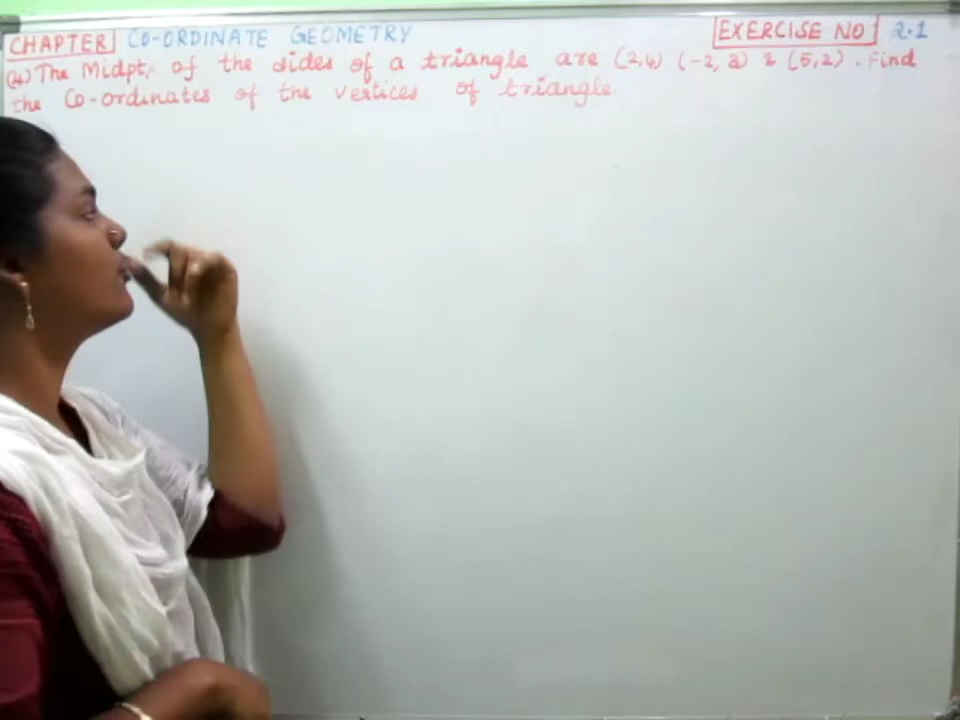 CHAPTER CO-ORDINATE GEOMETRY EXERCISE NO 2.1
(4) The Midpt, of the sides of a triangle are (2,4) (-2, 3) & (5,2). Find
the Co-ordinates of the vertices of triangle.